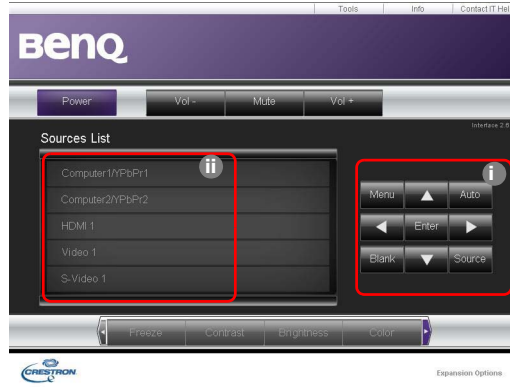 Tools Info Contact IT Hel
BenQ
Power Vol - Mute Vol +
Interface 2.6
Sources List
ii
i
Computer1/YPbPr1
Computer2/YPbPr2
HDMI 1
Video 1
S-Video 1
Menu Auto
Enter
Blank Source
Freeze Contrast Brightness Color
CRESTRON Expansion Options